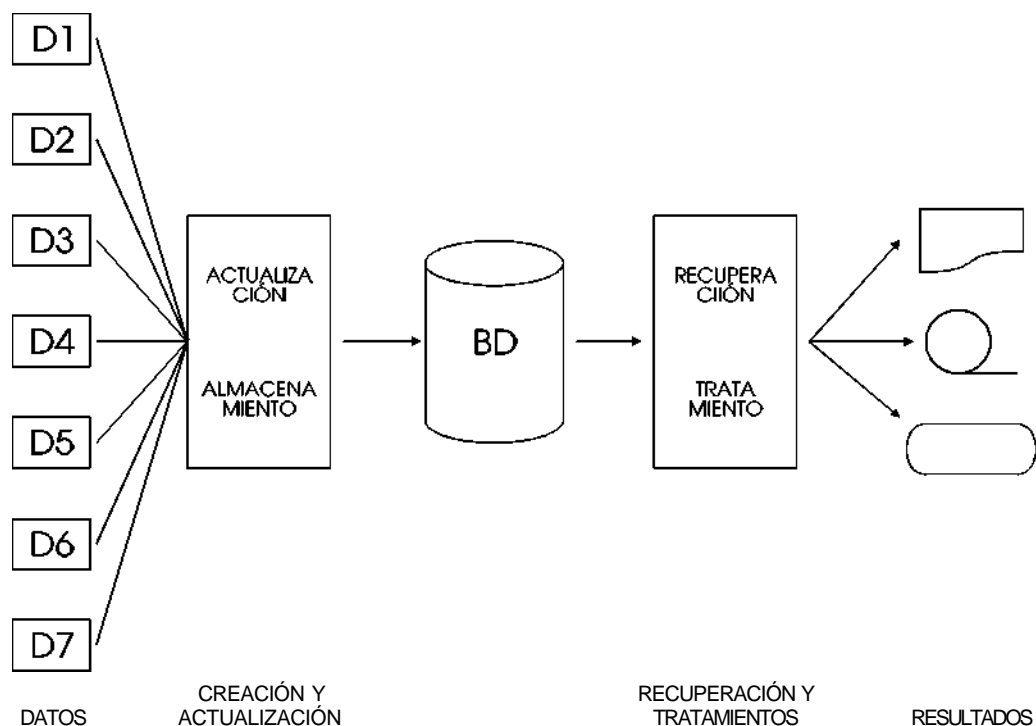 D1
D2
D3
D4
D5
D6
D7
ACTUALIZA
CIÓN
ALMACENA
MIENTO
BD
RECUPERA
CIIÓN
TRATA
MIENTO
DATOS
CREACIÓN Y
ACTUALIZACIÓN
RECUPERACIÓN Y
TRATAMIENTOS
RESULTADOS